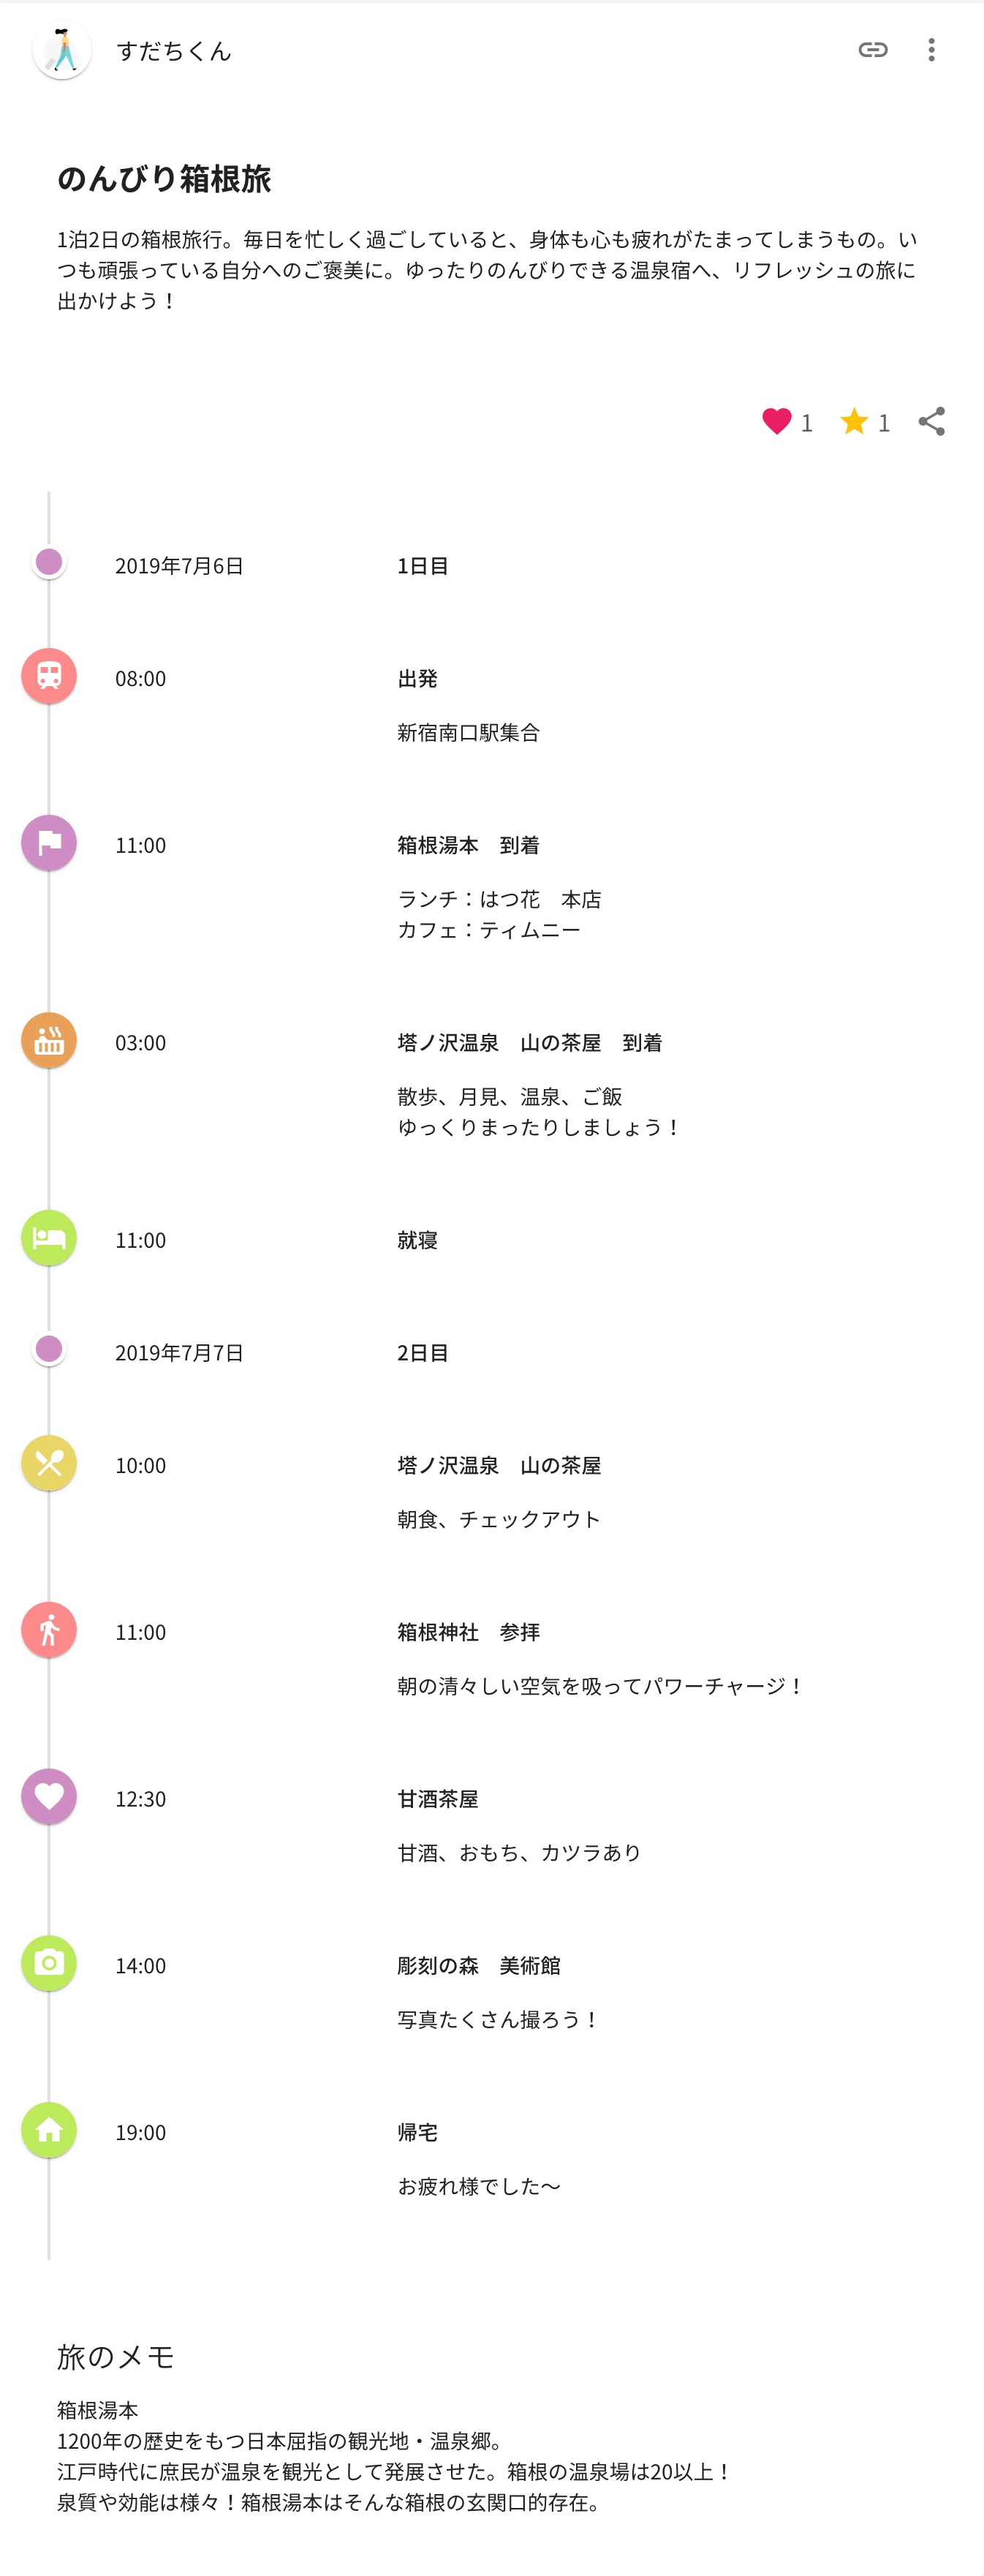 すだちくん
のんびり箱根旅
1泊2日の箱根旅行。毎日を忙しく過ごしていると、身体も心も疲れがたまってしまうもの。い
つも頑張っている自分へのご褒美に。ゆったりのんびりできる温泉宿へ、リフレッシュの旅に
出かけよう！
1 1
2019年7月6日 1日目
08:00 出発
新宿南口駅集合
11:00 箱根湯本　到着
ランチ：はつ花　本店
カフェ：ティムニー
03:00 塔ノ沢温泉　山の茶屋　到着
散歩、月見、温泉、ご飯
ゆっくりまったりしましょう！
11:00 就寝
2019年7月7日 2日目
10:00 塔ノ沢温泉　山の茶屋
朝食、チェックアウト
11:00 箱根神社　参拝
朝の清々しい空気を吸ってパワーチャージ！
12:30 甘酒茶屋
甘酒、おもち、カツラあり
14:00 彫刻の森　美術館
写真たくさん撮ろう！
19:00 帰宅
お疲れ様でした〜
旅のメモ
箱根湯本
1200年の歴史をもつ日本屈指の観光地・温泉郷。
江戸時代に庶民が温泉を観光として発展させた。箱根の温泉場は20以上！
泉質や効能は様々！箱根湯本はそんな箱根の玄関口的存在。